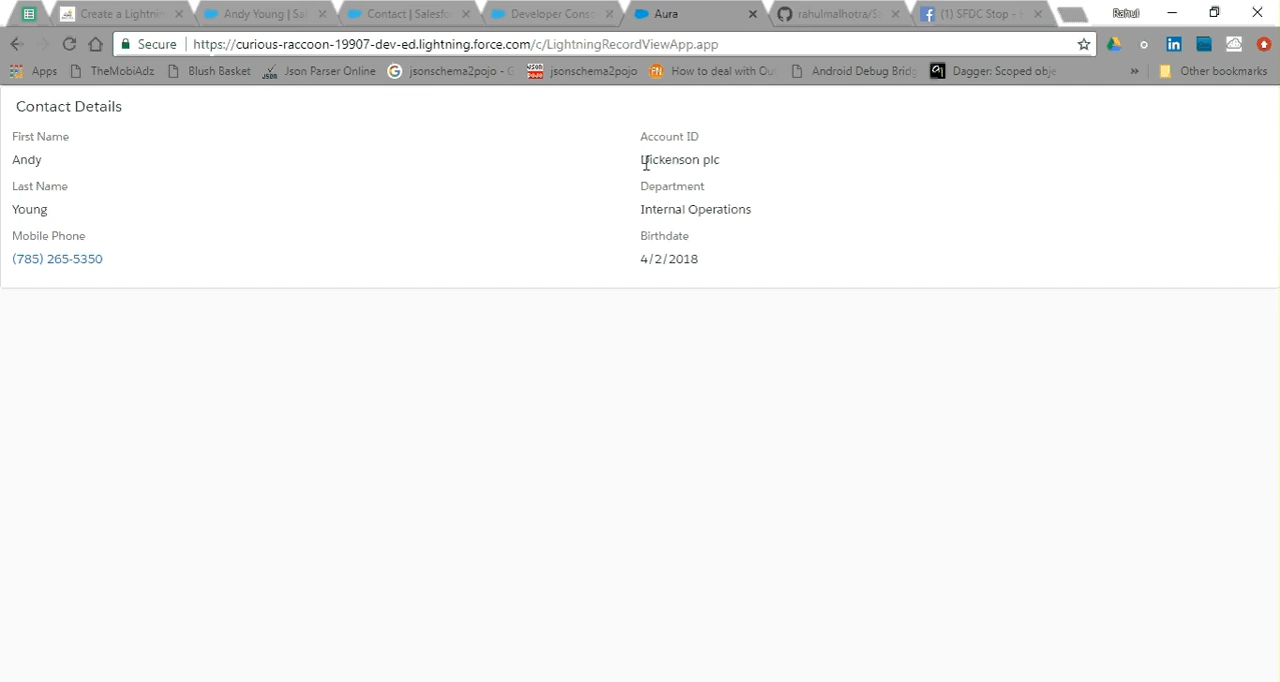 Create a Lightnin
Andy Young | Sal
Contact | Salesfo
Developer Conso
Aura
rahulmalhotra/S
(1) SFDC Stop -
Rahul
Secure
https://curious-raccoon-19907-dev-ed.lightning.force.com/c/LightningRecordViewApp.app
Apps
TheMobiAdz
Blush Basket
Json Parser Online
jsonschema2pojo - G
jsonschema2pojo
How to deal with Ou
Android Debug Bridg
Dagger: Scoped obje
»
Other bookmarks
Contact Details
First Name
Andy
Last Name
Young
Mobile Phone
(785) 265-5350
Account ID
Dickenson plc
Department
Internal Operations
Birthdate
4/2/2018